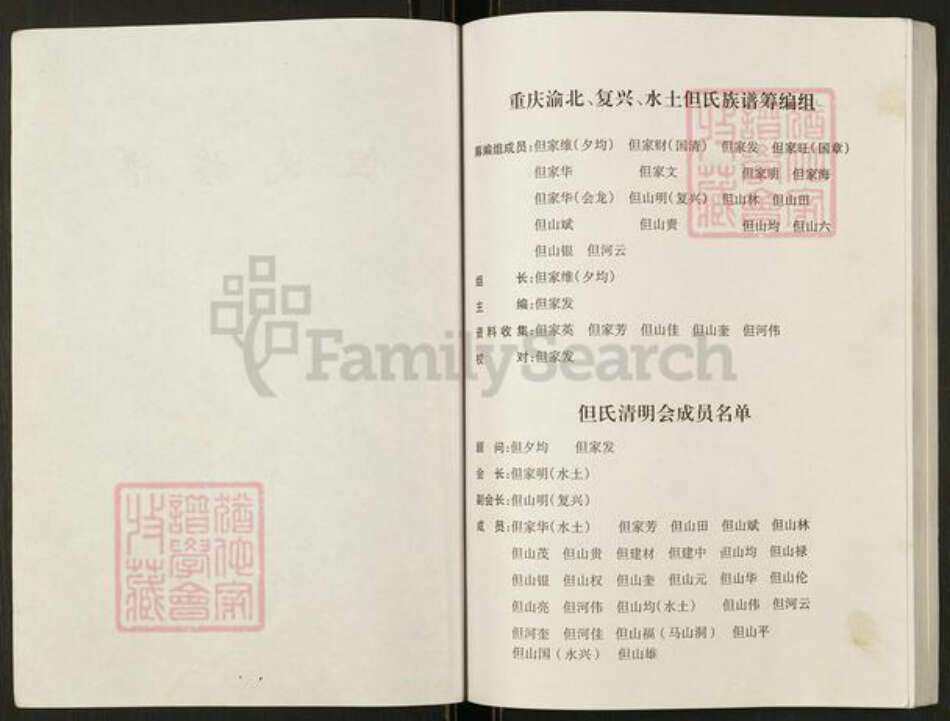 重庆渝北、复兴、水土但氏族谱筹编组
筹编组成员:但家维(夕均) 但家财(国清) 但家发 但家旺(国章)
但家华 但家文 但家明 但家海
但家华(会龙) 但山明(复兴) 但山林 但山田
但山斌 但山贵 但山均 但山六
但山银 但河云
组 长:但家维(夕均)
主 编:但家发
资料收集:但家英 但家芳 但山佳 但山奎 但河伟
校 对:但家发
但氏清明会成员名单
顾 问:但夕均 但家发
会 长:但家明(水土)
副会长:但山明(复兴)
成 员:但家华(水土) 但家芳 但山田 但山斌 但山林
但山茂 但山贵 但建材 但建中 但山均 但山禄
但山银 但山权 但山奎 但山元 但山华 但山伦
但山亮 但河伟 但山均(水土) 但山伟 但河云
但河奎 但河佳 但山福(马山洞) 但山平
但山国(永兴) 但山雄
FamilySearch